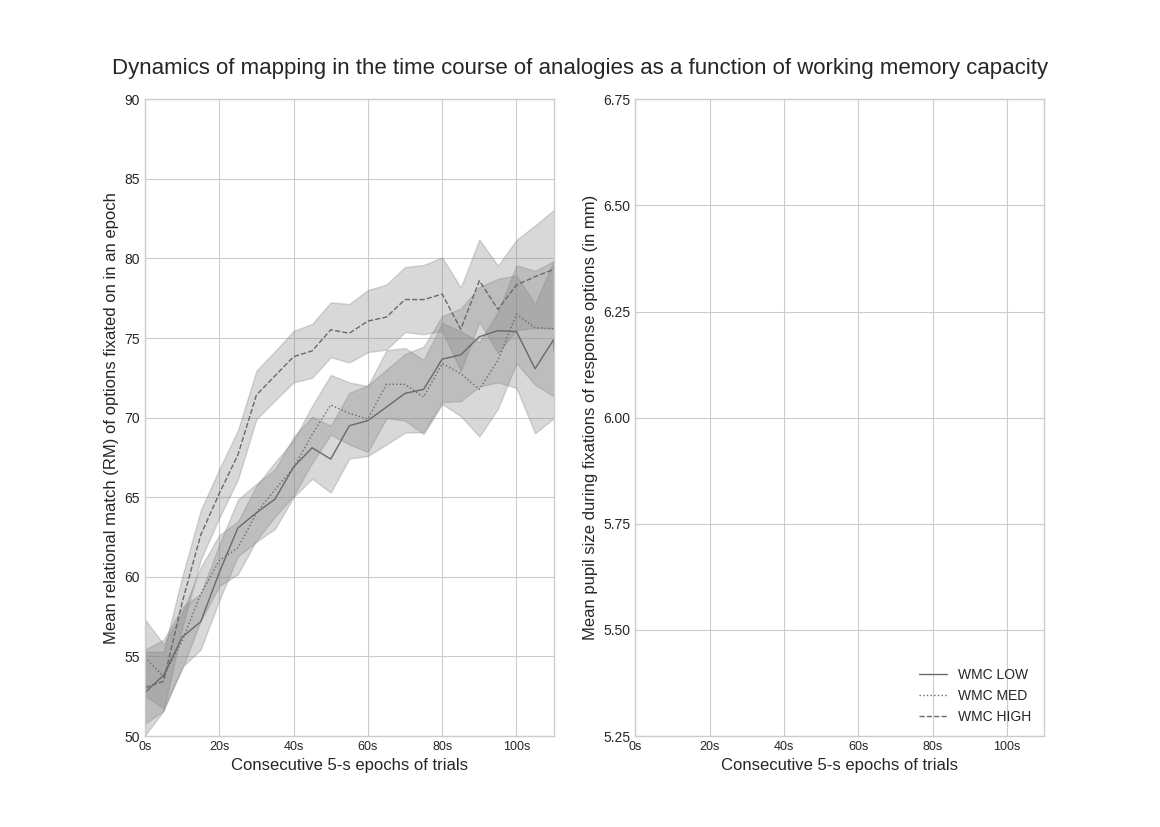 Dynamics of mapping in the time course of analogies as a function of working memory capacity
Mean relational match (RM) of options fixated on in an epoch
90
85
80
75
70
65
60
55
50
0s 20s 40s 60s 80s 100s
Consecutive 5-s epochs of trials
Mean pupil size during fixations of response options (in mm)
6.75
6.50
6.25
6.00
5.75
5.50
5.25
WMC LOW
WMC MED
WMC HIGH
0s 20s 40s 60s 80s 100s
Consecutive 5-s epochs of trials